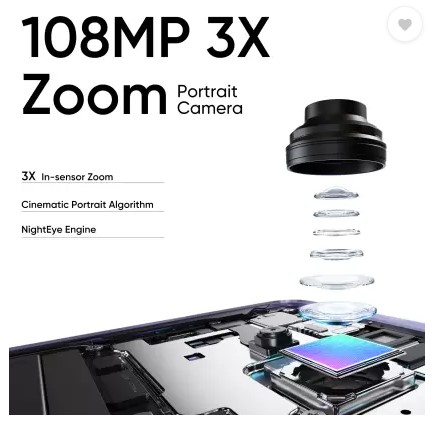 108MP 3X
Zoom Portrait
Camera
3X In-sensor Zoom
Cinematic Portrait Algorithm
NightEye Engine